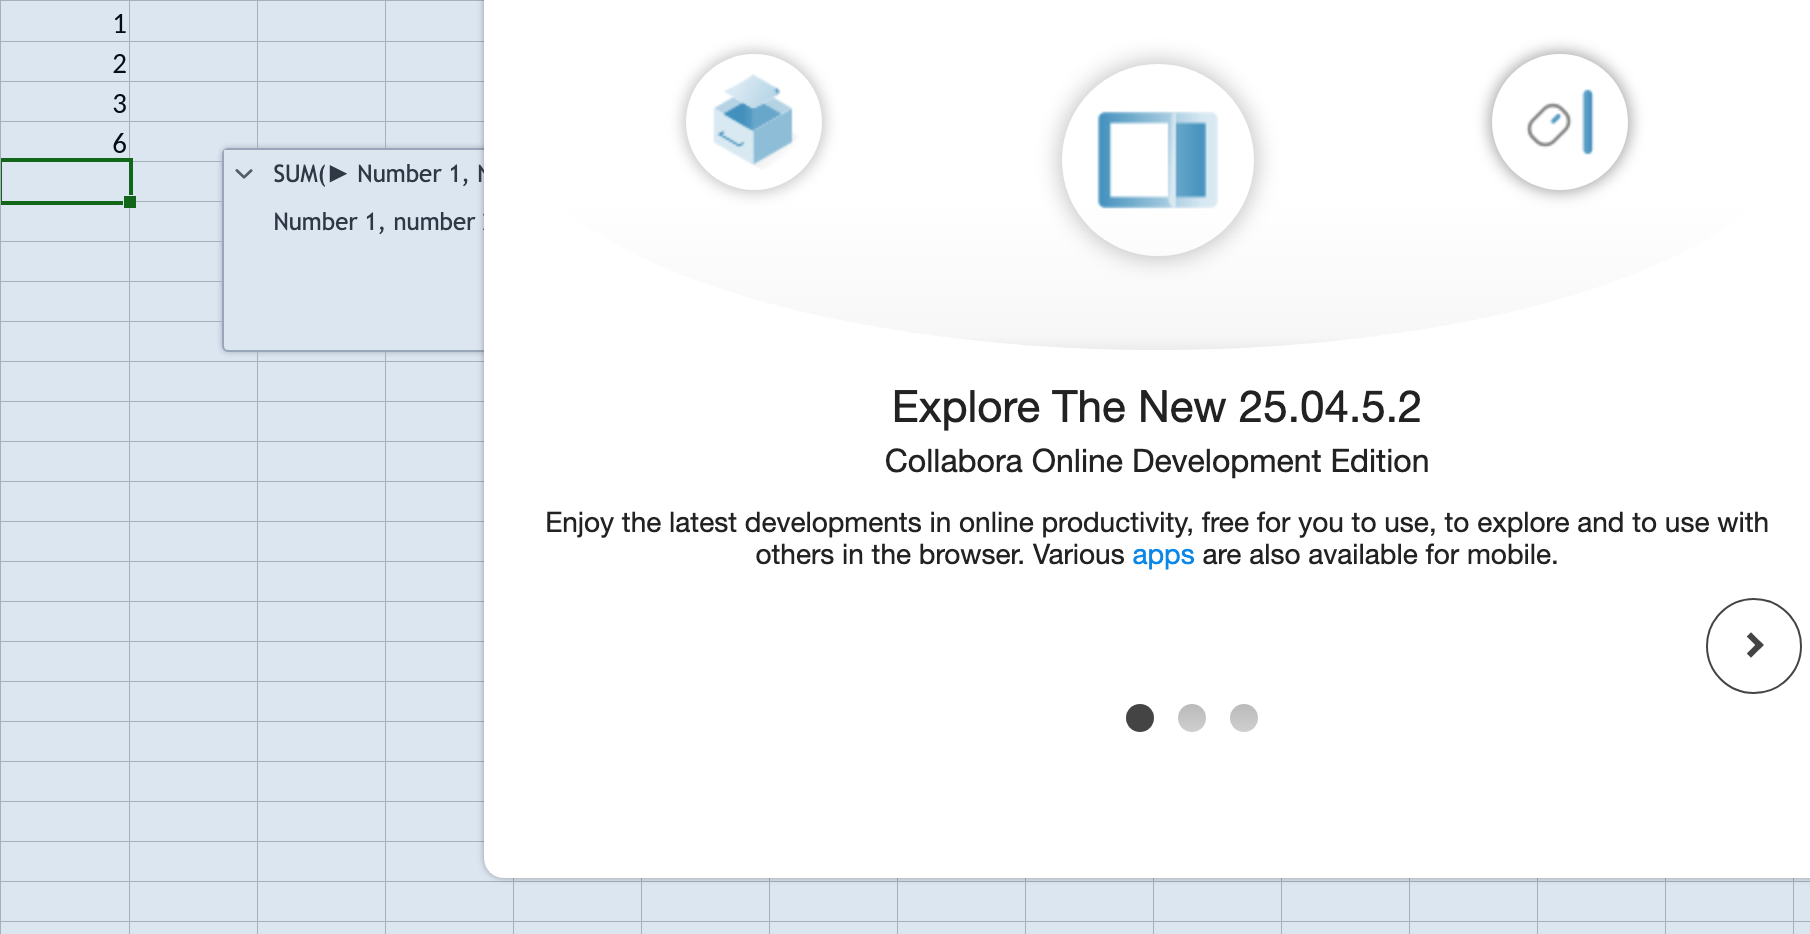 1
2
3
6
SUM(▶ Number 1,
Number 1, number
Explore The New 25.04.5.2
Collabora Online Development Edition
Enjoy the latest developments in online productivity, free for you to use, to explore and to use with
others in the browser. Various apps are also available for mobile.